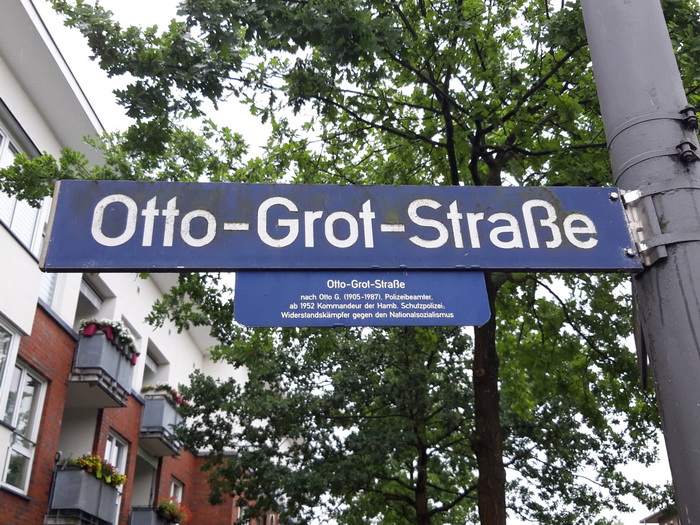 Otto-Grot-Straße
Otto-Grot-Straße
nach Otto G. (1905-1987), Polizeibeamter,
ab 1952 Kommandeur der Hamb. Schutzpolizei;
Widerstandskämpfer gegen den Nationalsozialismus